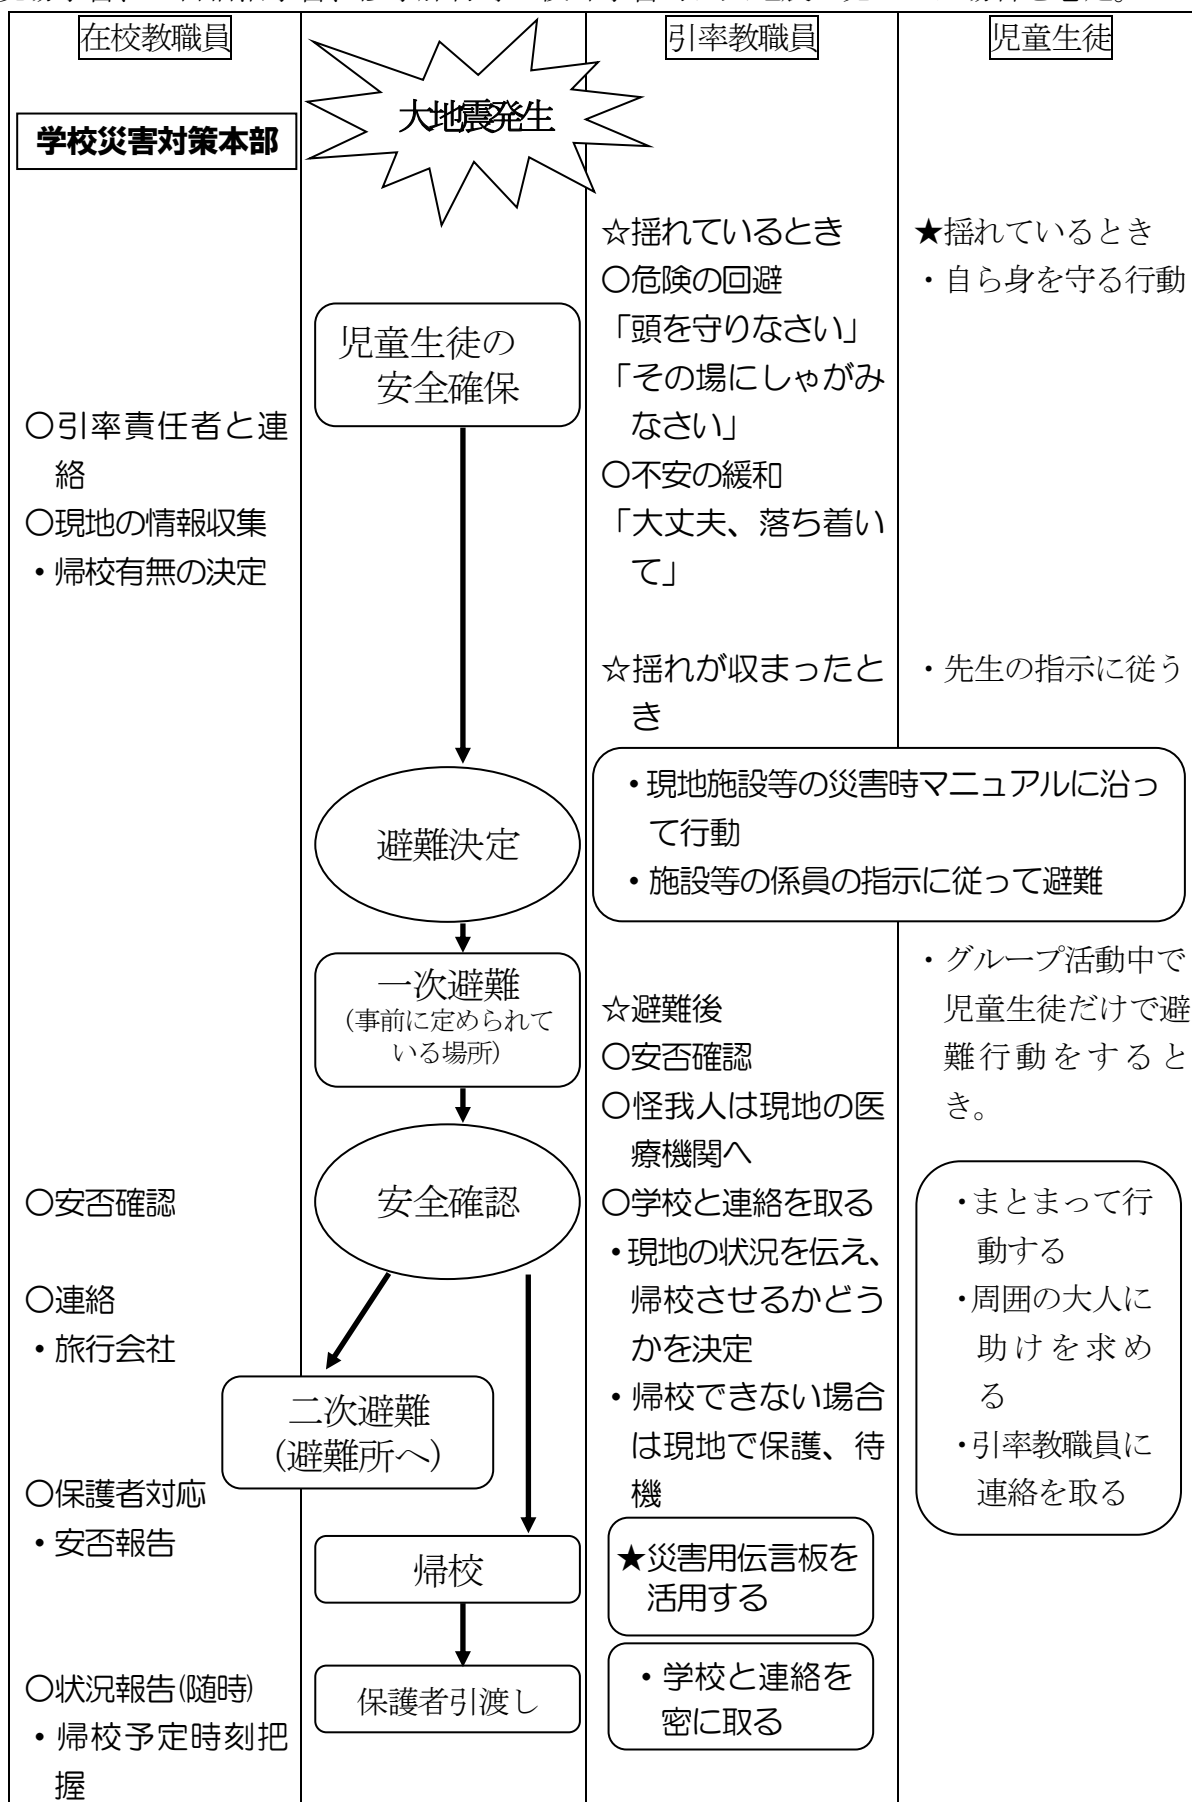 在校教職員
学校災害対策本部
〇引率責任者と連
絡
〇現地の情報収集
・帰校有無の決定
〇安否確認
〇連絡
・旅行会社
〇保護者対応
・安否報告
〇状況報告(随時)
・帰校予定時刻把
握
大地震発生
児童生徒の
安全確保
避難決定
一次避難
（事前に定められて
いる場所）
安全確認
二次避難
（避難所へ）
帰校
保護者引渡し
引率教職員
☆揺れているとき
〇危険の回避
「頭を守りなさい」
「その場にしゃがみ
なさい」
〇不安の緩和
「大丈夫、落ち着い
て」
☆揺れが収まったと
き
・現地施設等の災害時マニュアルに沿っ
て行動
・施設等の係員の指示に従って避難
☆避難後
〇安否確認
〇怪我人は現地の医
療機関へ
〇学校と連絡を取る
・現地の状況を伝え、
帰校させるかどう
かを決定
・帰校できない場合
は現地で保護、待
機
★災害用伝言板を
活用する
・学校と連絡を
密に取る
児童生徒
★揺れているとき
・自ら身を守る行動
・先生の指示に従う
・グループ活動中で
児童生徒だけで避
難行動をすると
き。
・まとまって行
動する
・周囲の大人に
助けを求め
る
・引率教職員に
連絡を取る